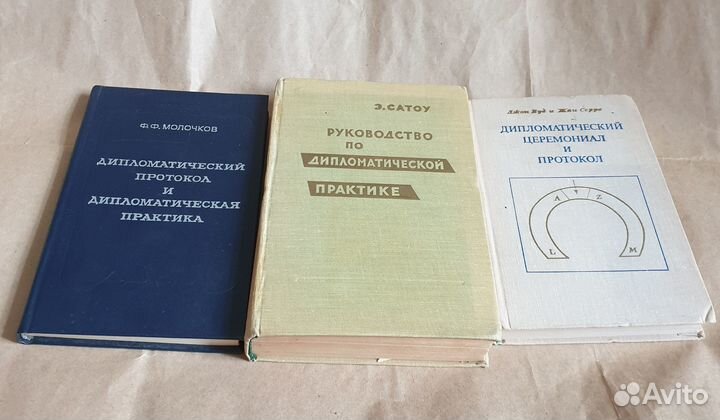 Ф.Ф. МОЛОЧКОВ
ДИПЛОМАТИЧЕСКИЙ
ПРОТОКОЛ
И
ДИПЛОМАТИЧЕСКАЯ
ПРАКТИКА
Э. САТОУ
РУКОВОДСТВО
ПО
ДИПЛОМАТИЧЕСКОЙ
ПРАКТИКЕ
Джон Вуд и Жан Серре
ДИПЛОМАТИЧЕСКИЙ
ЦЕРЕМОНИАЛ
И
ПРОТОКОЛ
A Z
L M
Avito